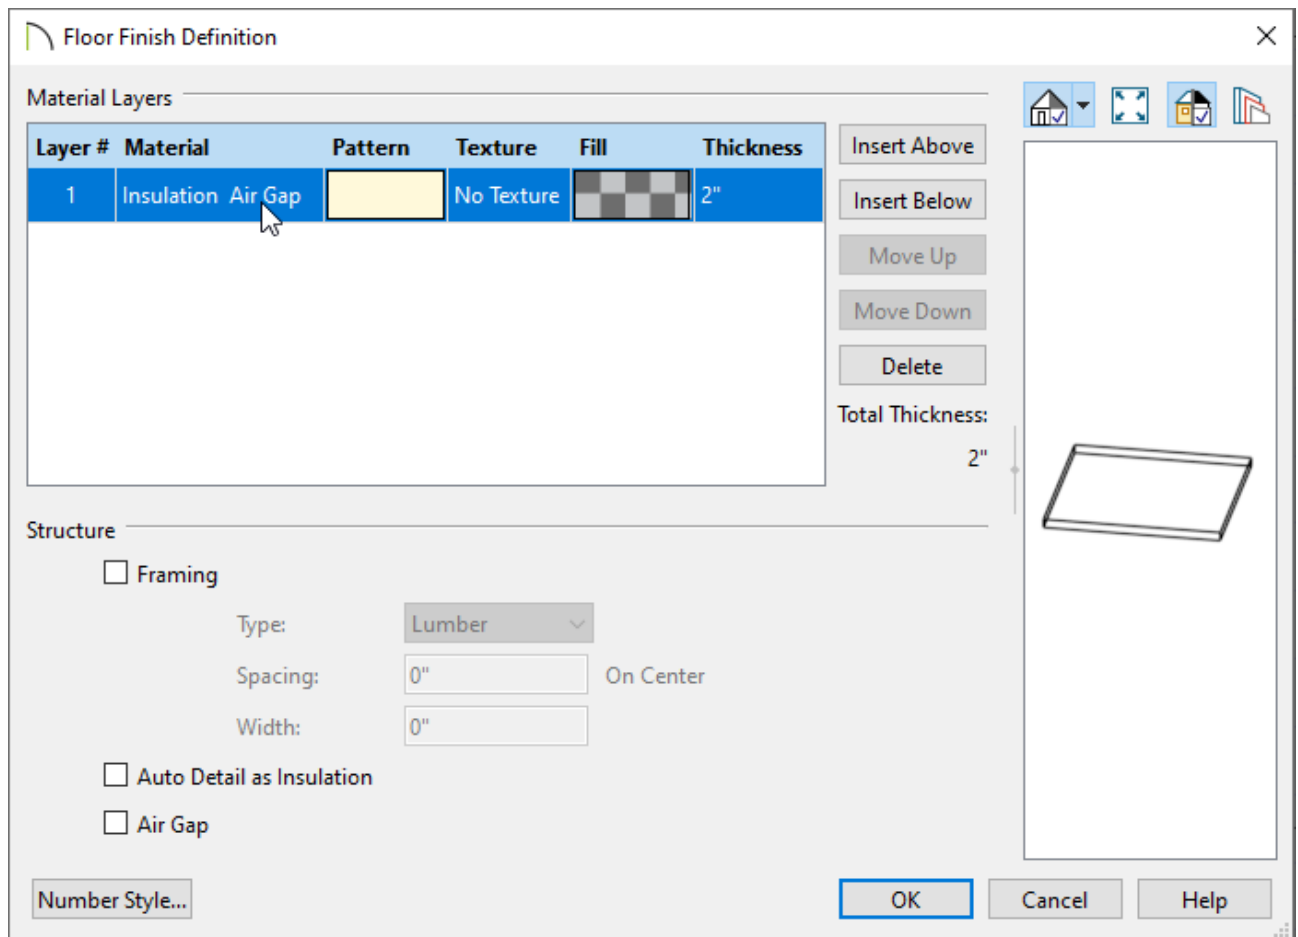 Floor Finish Definition
Material Layers
Layer # Material Pattern Texture Fill Thickness
1 Insulation Air Gap No Texture 2"
Insert Above
Insert Below
Move Up
Move Down
Delete
Total Thickness:
2"
Structure
Framing
Type: Lumber
Spacing: 0" On Center
Width: 0"
Auto Detail as Insulation
Air Gap
Number Style... OK Cancel Help